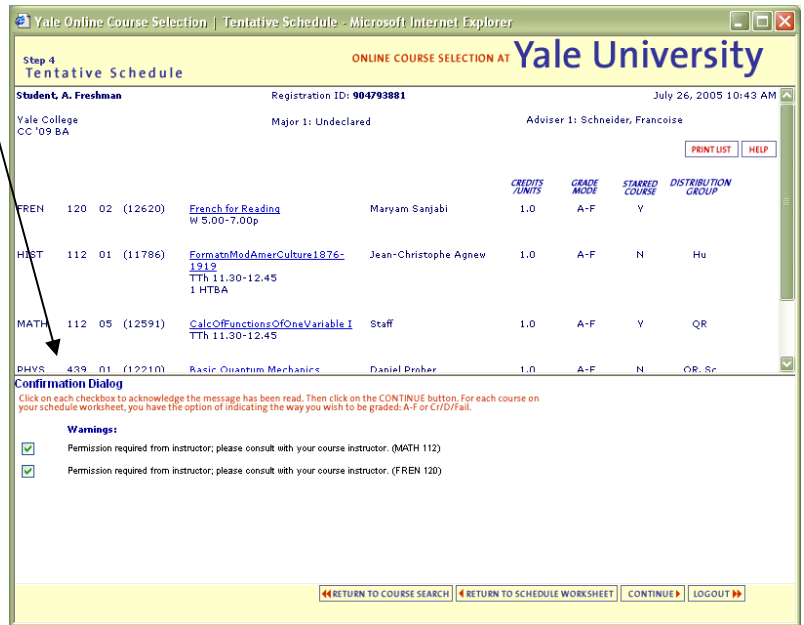 Yale Online Course Selection | Tentative Schedule - Microsoft Internet Explorer
Step 4
Tentative Schedule
ONLINE COURSE SELECTION AT Yale University
Student, A. Freshman Registration ID: 904793881 July 26, 2005 10:43 AM
Yale College Major 1: Undeclared Adviser 1: Schneider, Francoise
CC '09 BA
PRINT LIST HELP
CREDITS /UNITS GRADE MODE STARRED COURSE DISTRIBUTION GROUP
FREN 120 02 (12620) French for Reading Maryam Sanjabi 1.0 A-F Y
W 5.00-7.00p
HIST 112 01 (11786) FormatnModAmerCulture1876- Jean-Christophe Agnew 1.0 A-F N Hu
1919
TTh 11.30-12.45
1 HTBA
MATH 112 05 (12591) CalcOfFunctionsOfOneVariable I Staff 1.0 A-F Y QR
TTh 11.30-12.45
PHYS 439 01 (12210) Basic Quantum Mechanics Daniel Prober 1.0 A-F N QR, Sc
Confirmation Dialog
Click on each checkbox to acknowledge the message has been read. Then click on the CONTINUE button. For each course on
your schedule worksheet, you have the option of indicating the way you wish to be graded: A-F or Cr/D/Fail.
Warnings:
Permission required from instructor; please consult with your course instructor. (MATH 112)
Permission required from instructor; please consult with your course instructor. (FREN 120)
RETURN TO COURSE SEARCH RETURN TO SCHEDULE WORKSHEET CONTINUE LOGOUT